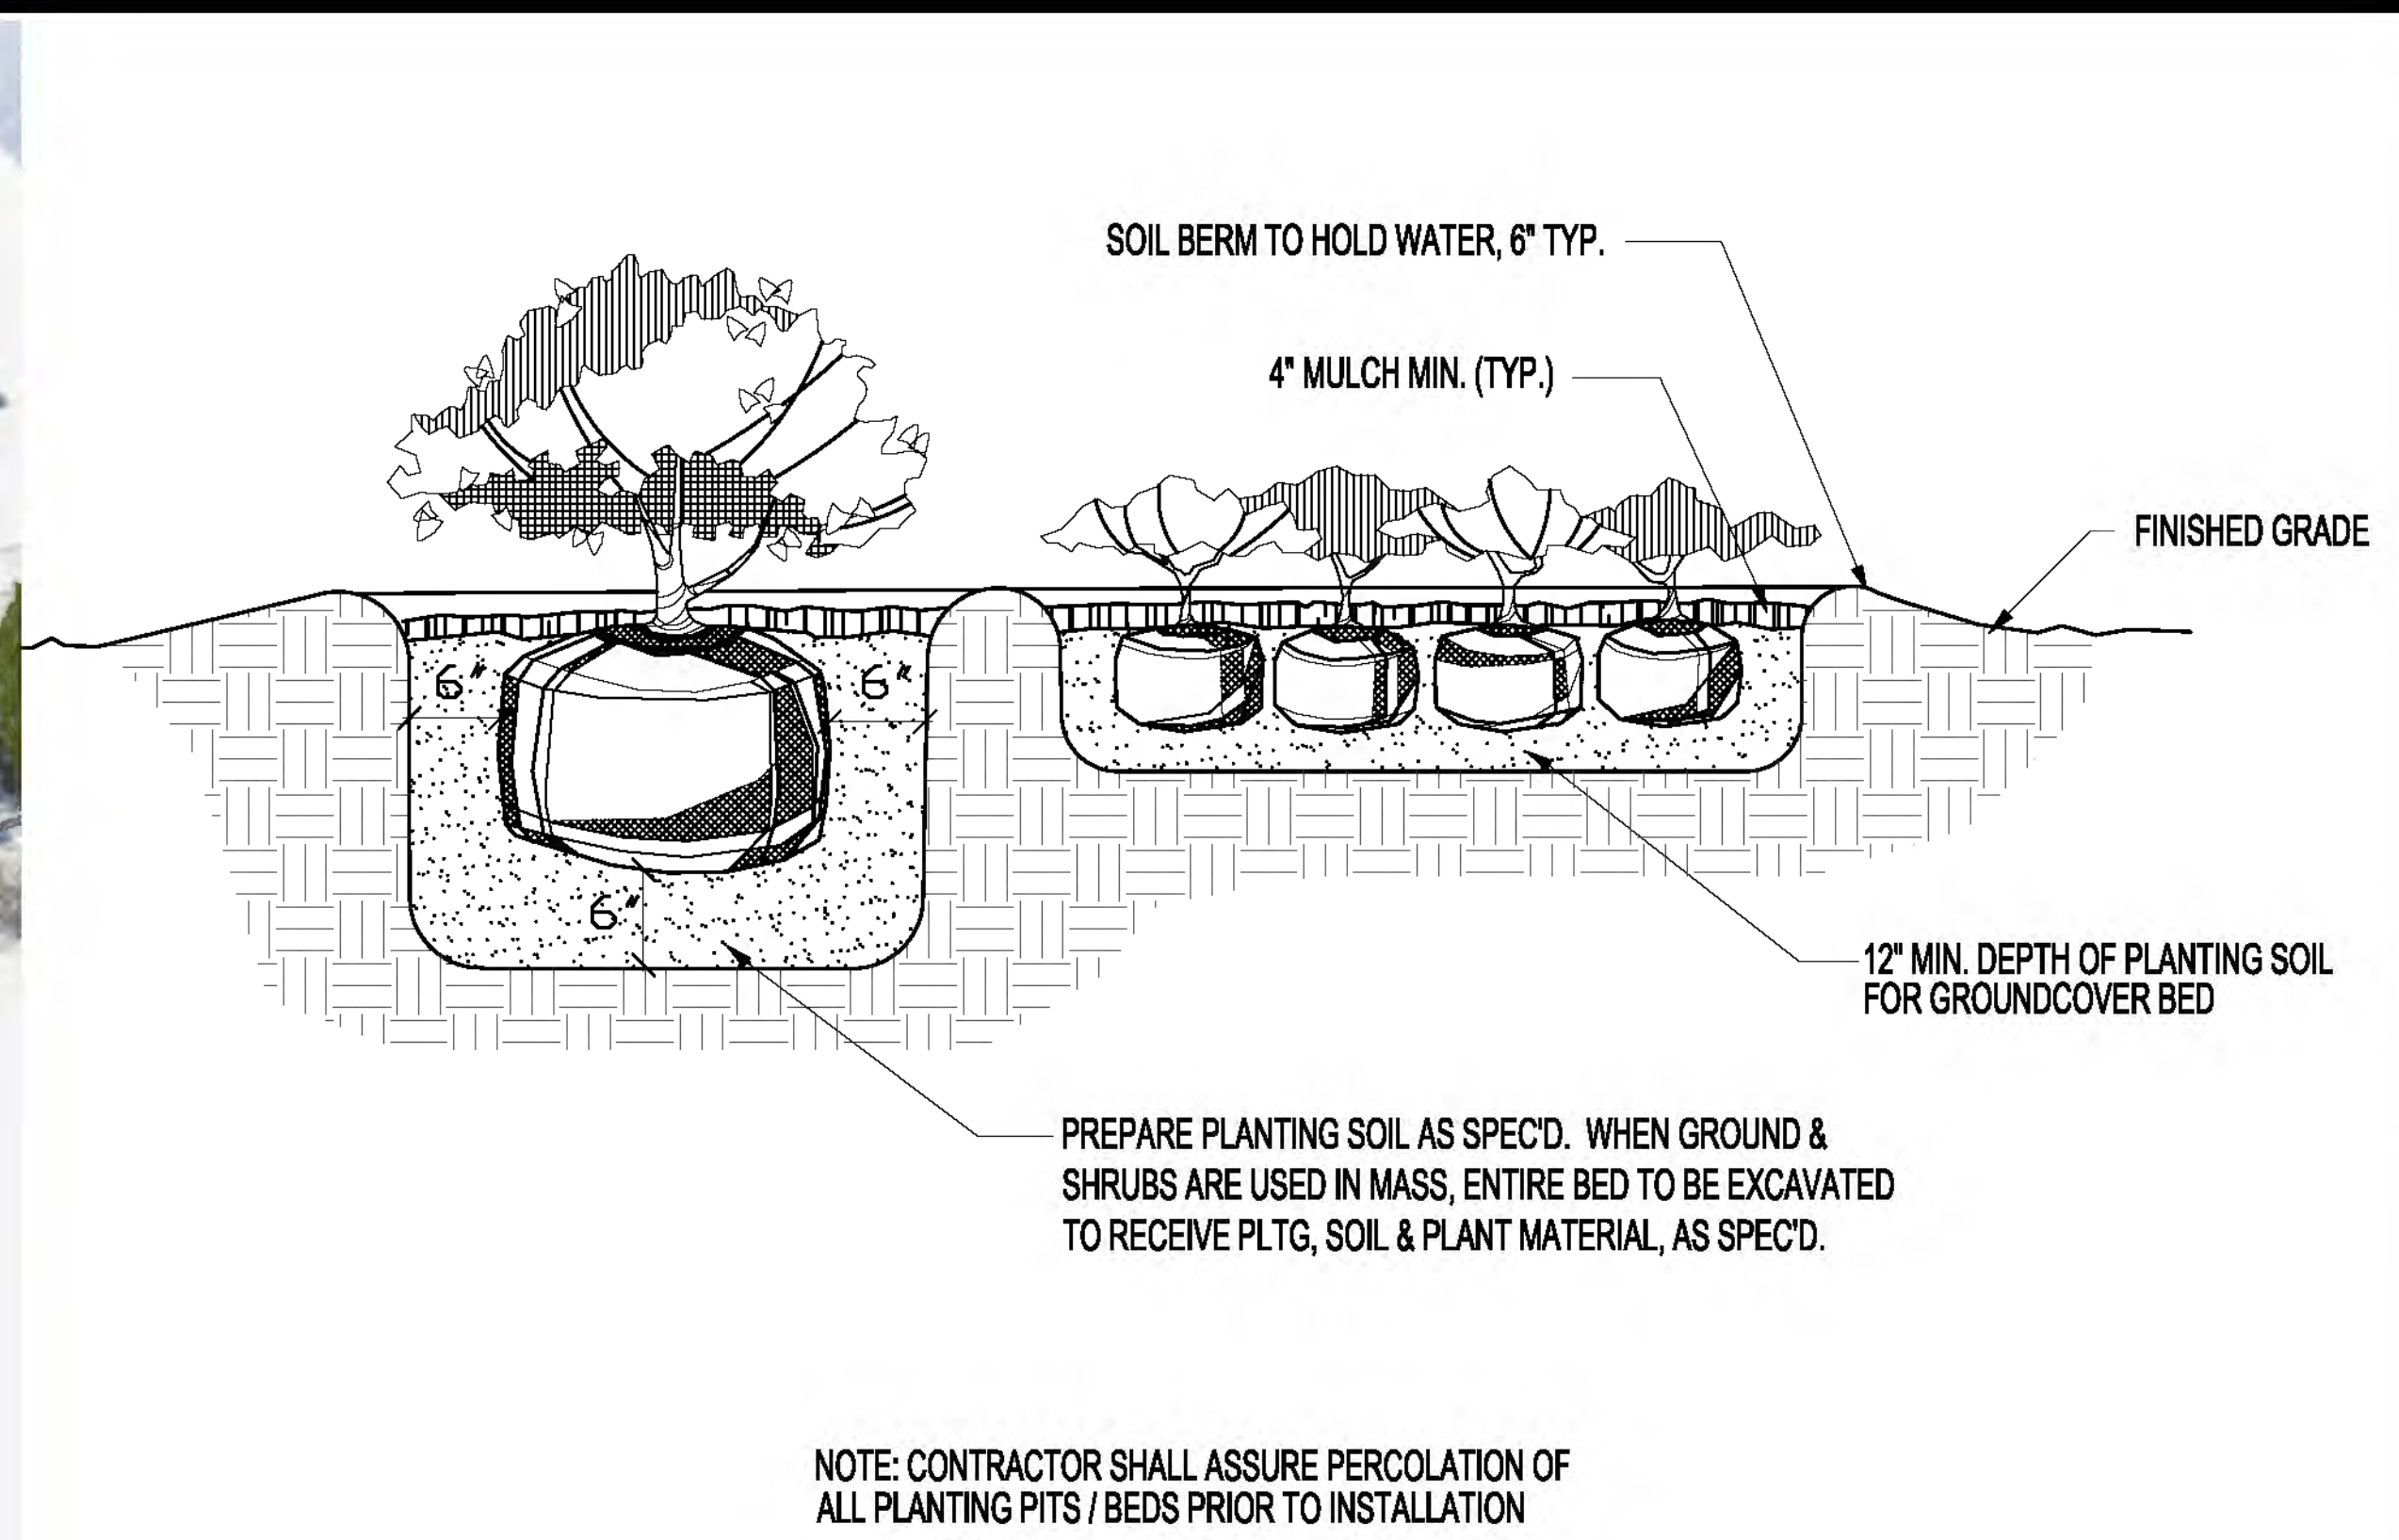 SOIL BERM TO HOLD WATER, 6" TYP.
4" MULCH MIN. (TYP.)
FINISHED GRADE
6"
6"
6"
12" MIN. DEPTH OF PLANTING SOIL
FOR GROUNDCOVER BED
PREPARE PLANTING SOIL AS SPEC'D. WHEN GROUND &
SHRUBS ARE USED IN MASS, ENTIRE BED TO BE EXCAVATED
TO RECEIVE PLTG, SOIL & PLANT MATERIAL, AS SPEC'D.
NOTE: CONTRACTOR SHALL ASSURE PERCOLATION OF
ALL PLANTING PITS / BEDS PRIOR TO INSTALLATION